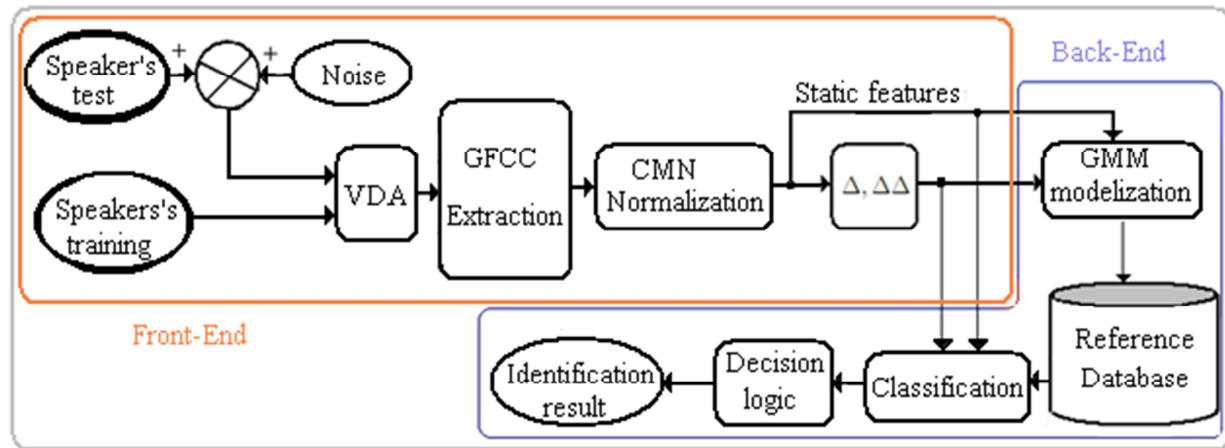 Back-End
Speaker's
test
+
+
Noise
Static features
VDA
GFCC
Extraction
CMN
Normalization
Δ, ΔΔ
GMM
modelization
Speakers's
training
Front-End
Identification
result
Decision
logic
Classification
Reference
Database